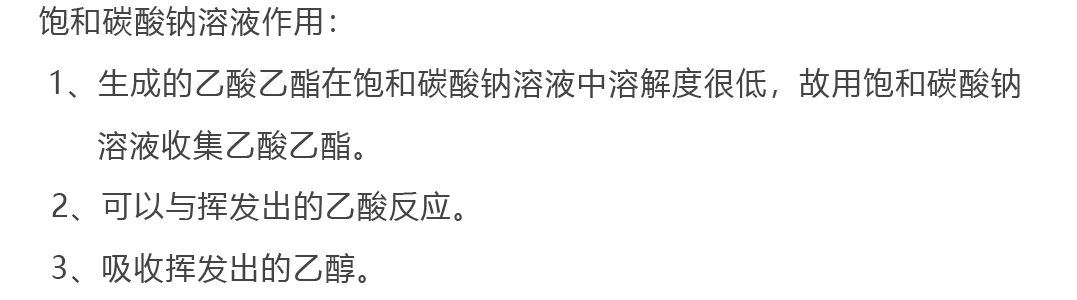 饱和碳酸钠溶液作用：
1、生成的乙酸乙酯在饱和碳酸钠溶液中溶解度很低，故用饱和碳酸钠
溶液收集乙酸乙酯。
2、可以与挥发出的乙酸反应。
3、吸收挥发出的乙醇。